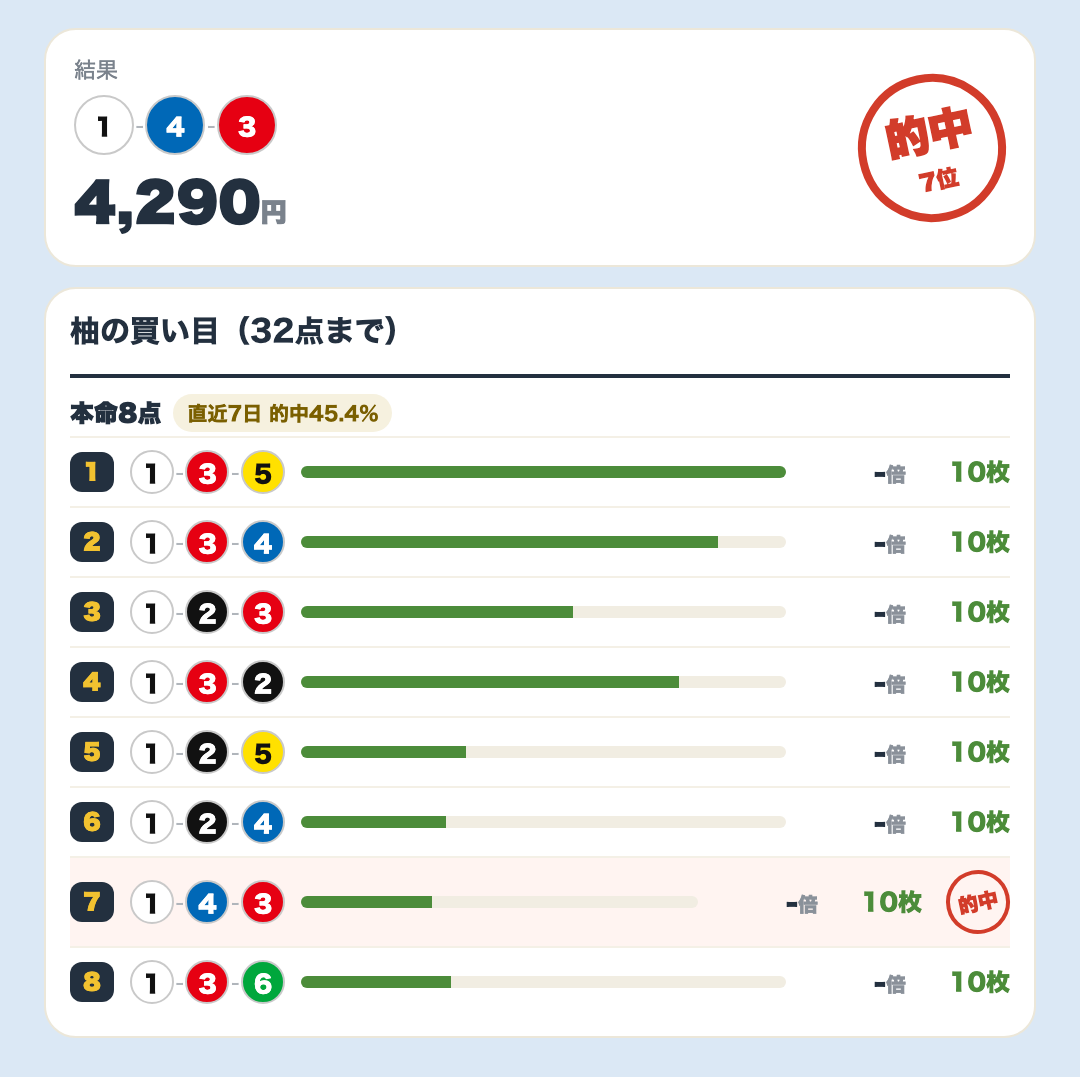 結果
1-4-3
4,290円
的中
7位
柚の買い目（32点まで）
本命8点 直近7日 的中45.4%
1 1-3-5 -倍 10枚
2 1-3-4 -倍 10枚
3 1-2-3 -倍 10枚
4 1-3-2 -倍 10枚
5 1-2-5 -倍 10枚
6 1-2-4 -倍 10枚
7 1-4-3 -倍 10枚 的中
8 1-3-6 -倍 10枚